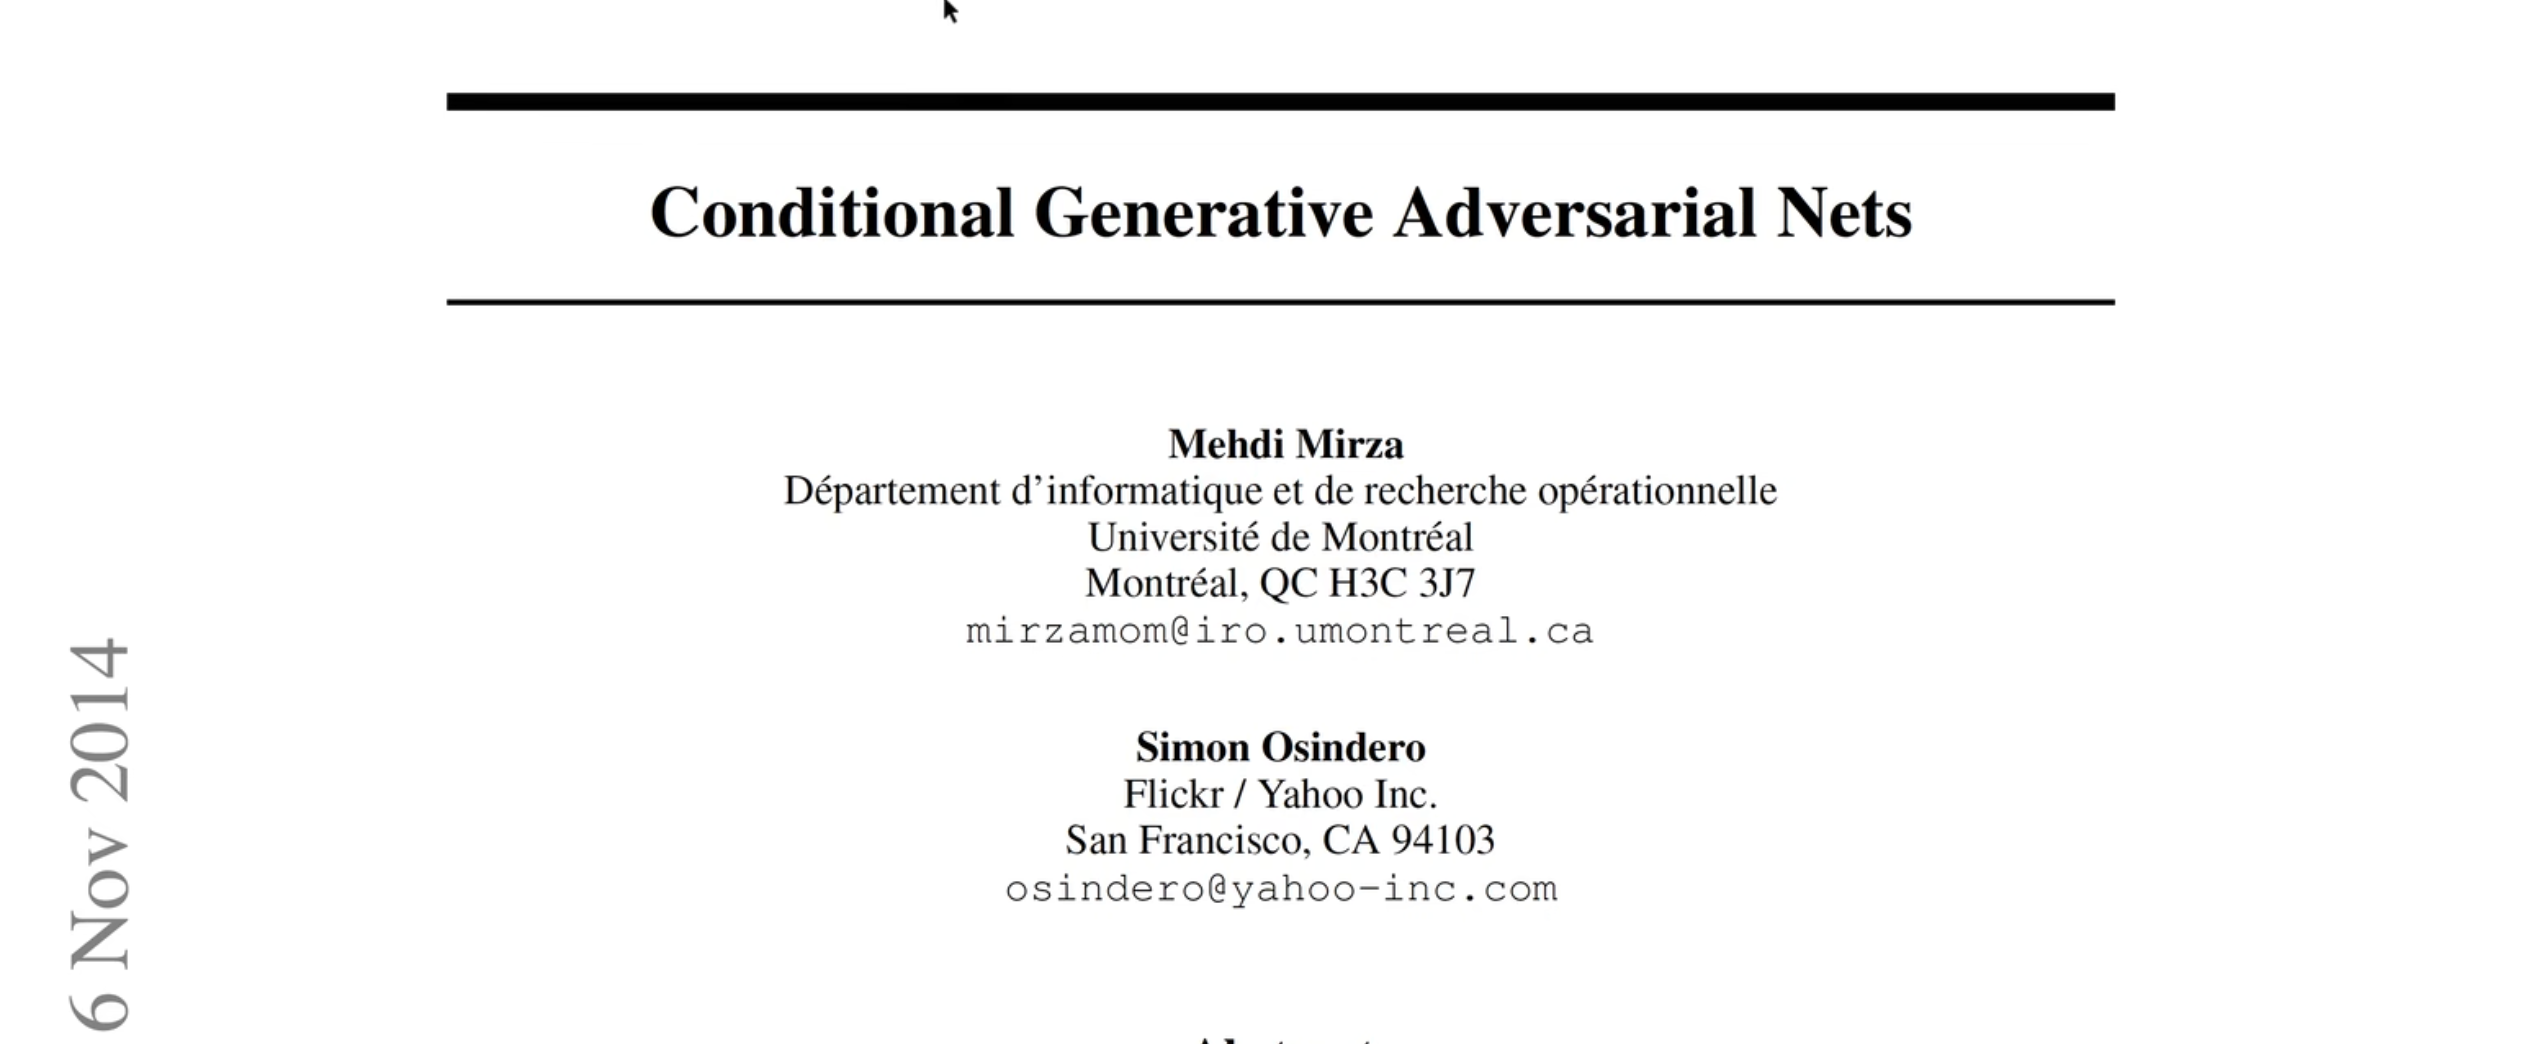 Conditional Generative Adversarial Nets
Mehdi Mirza
Département d'informatique et de recherche opérationnelle
Université de Montréal
Montréal, QC H3C 3J7
mirzamom@iro.umontreal.ca
Simon Osindero
Flickr / Yahoo Inc.
San Francisco, CA 94103
osindero@yahoo-inc.com
6 Nov 2014